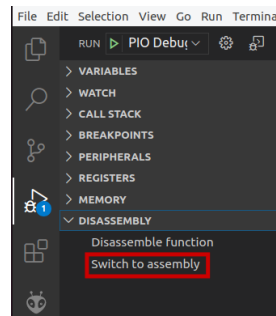 File Edit Selection View Go Run Termina
RUN PIO Debug
VARIABLES
WATCH
CALL STACK
BREAKPOINTS
PERIPHERALS
REGISTERS
MEMORY
1
DISASSEMBLY
Disassemble function
Switch to assembly